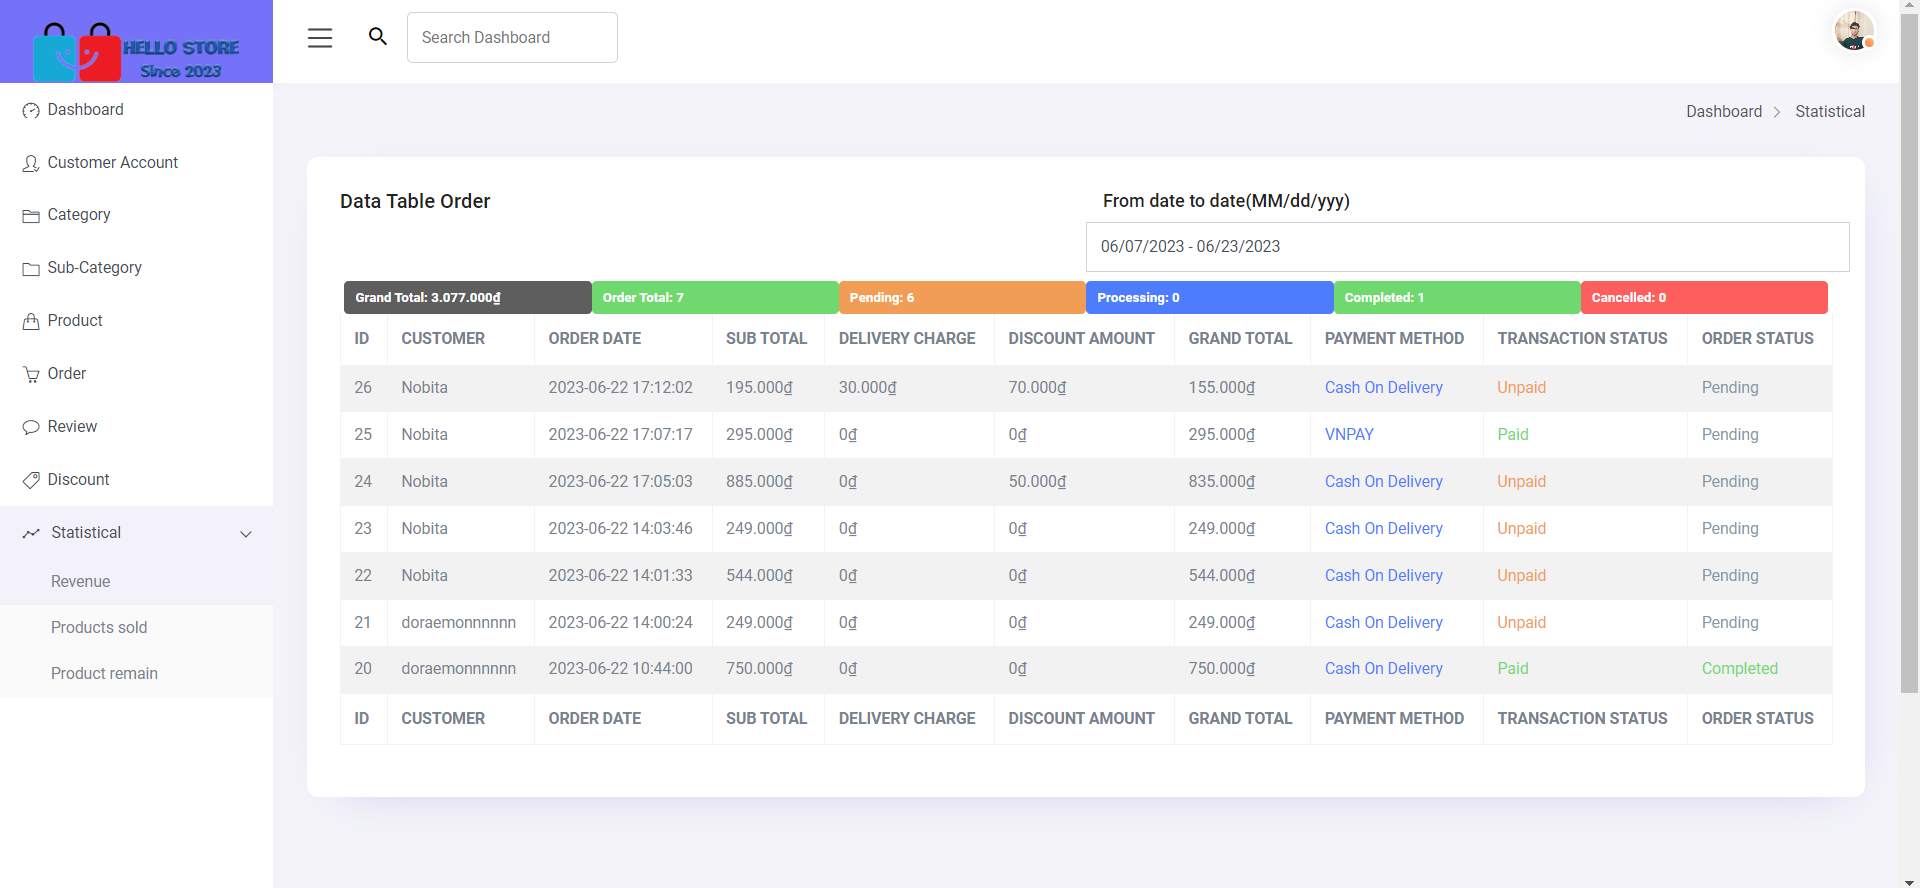 HELLO STORE
Since 2023
Search Dashboard
Dashboard
Customer Account
Category
Sub-Category
Product
Order
Review
Discount
Statistical
Revenue
Products sold
Product remain
Dashboard Statistical
Data Table Order
From date to date(MM/dd/yyy)
06/07/2023 - 06/23/2023
Grand Total: 3.077.000₫ Order Total: 7 Pending: 6 Processing: 0 Completed: 1 Cancelled: 0
ID CUSTOMER ORDER DATE SUB TOTAL DELIVERY CHARGE DISCOUNT AMOUNT GRAND TOTAL PAYMENT METHOD TRANSACTION STATUS ORDER STATUS
26 Nobita 2023-06-22 17:12:02 195.000₫ 30.000₫ 70.000₫ 155.000₫ Cash On Delivery Unpaid Pending
25 Nobita 2023-06-22 17:07:17 295.000₫ 0₫ 0₫ 295.000₫ VNPAY Paid Pending
24 Nobita 2023-06-22 17:05:03 885.000₫ 0₫ 50.000₫ 835.000₫ Cash On Delivery Unpaid Pending
23 Nobita 2023-06-22 14:03:46 249.000₫ 0₫ 0₫ 249.000₫ Cash On Delivery Unpaid Pending
22 Nobita 2023-06-22 14:01:33 544.000₫ 0₫ 0₫ 544.000₫ Cash On Delivery Unpaid Pending
21 doraemonnnnnn 2023-06-22 14:00:24 249.000₫ 0₫ 0₫ 249.000₫ Cash On Delivery Unpaid Pending
20 doraemonnnnnn 2023-06-22 10:44:00 750.000₫ 0₫ 0₫ 750.000₫ Cash On Delivery Paid Completed
ID CUSTOMER ORDER DATE SUB TOTAL DELIVERY CHARGE DISCOUNT AMOUNT GRAND TOTAL PAYMENT METHOD TRANSACTION STATUS ORDER STATUS